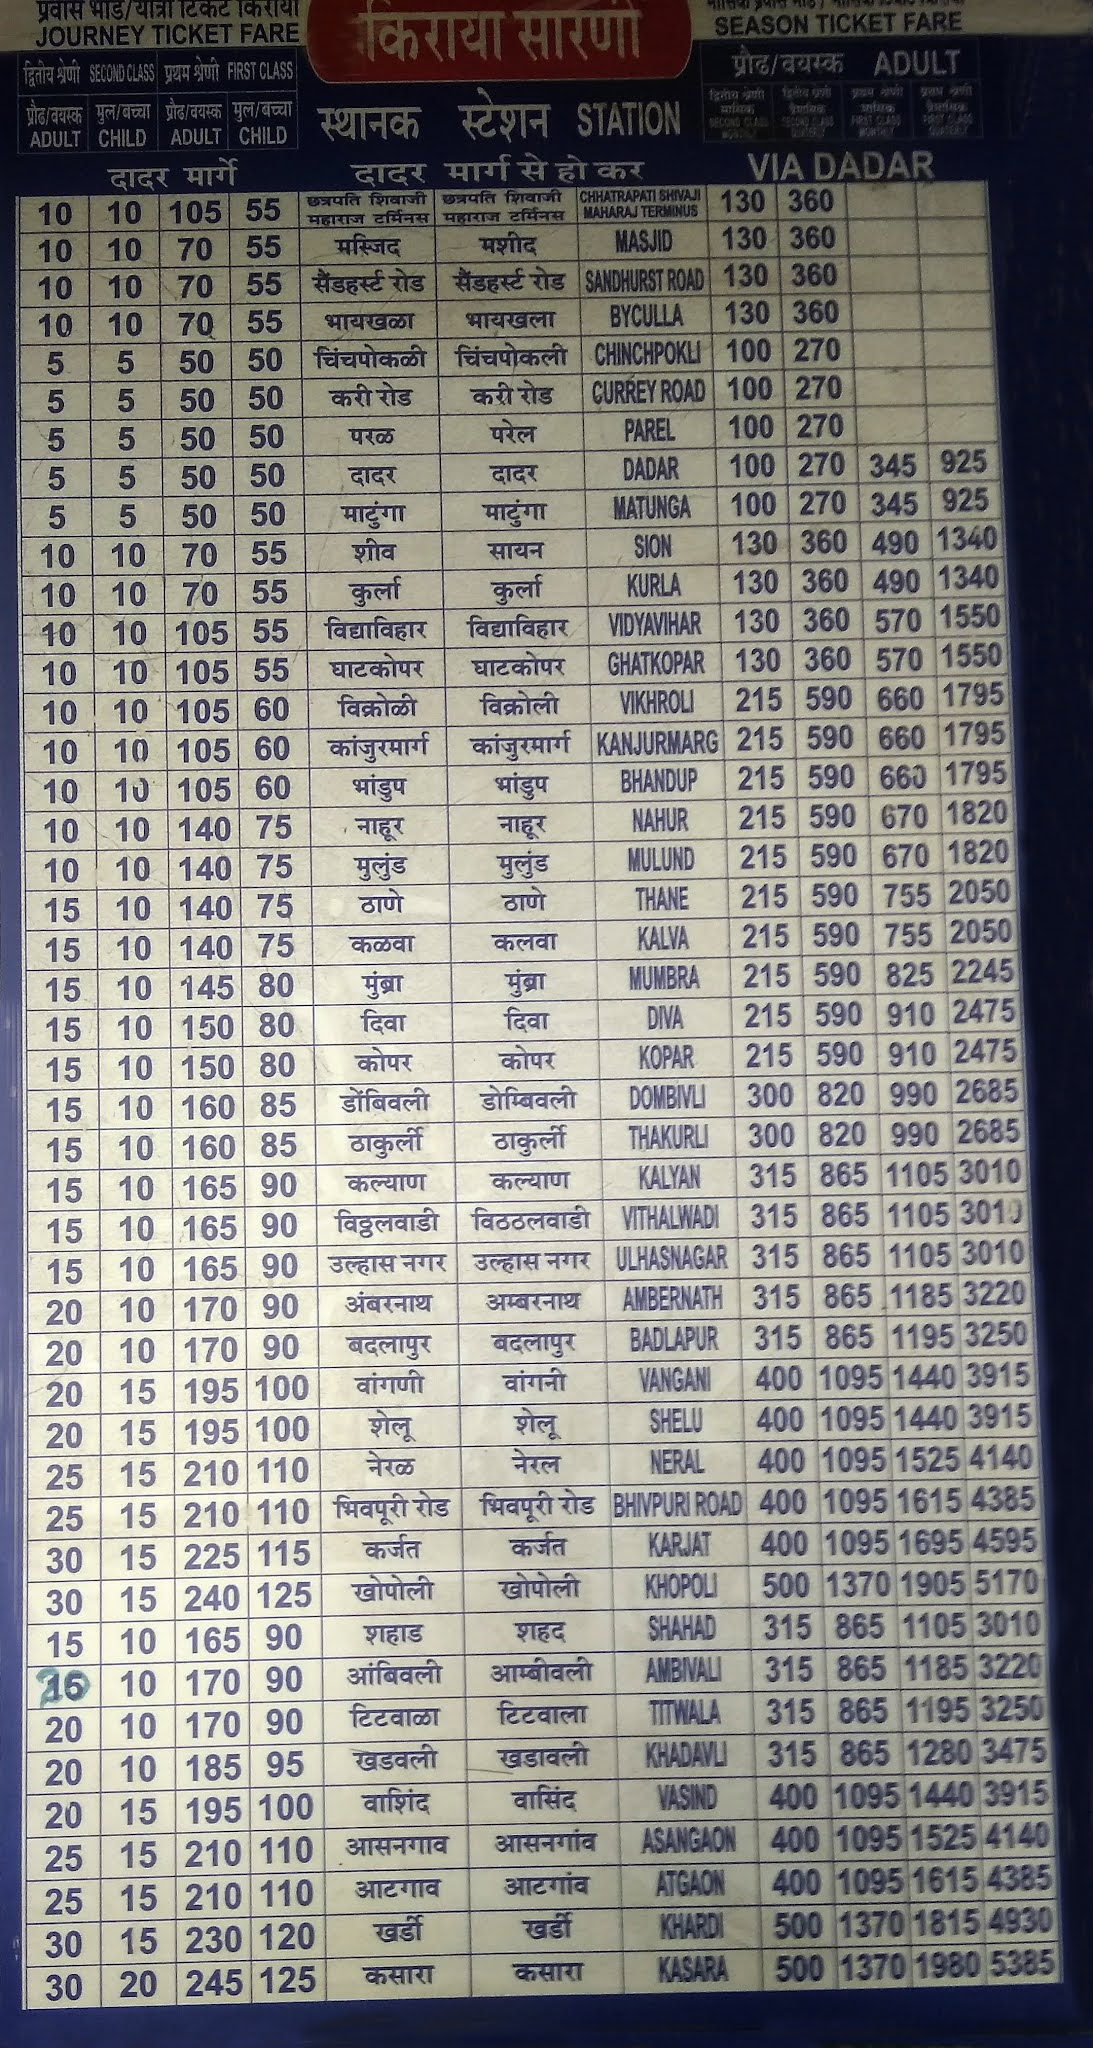 प्रवास भाडे/यात्रा टिकट किराया
JOURNEY TICKET FARE
किराया सारणी
SEASON TICKET FARE
द्वितीय श्रेणी SECOND CLASS प्रथम श्रेणी FIRST CLASS
प्रौढ/वयस्क ADULT
प्रौढ/वयस्क मुल/बच्चा प्रौढ/वयस्क मुल/बच्चा
ADULT CHILD ADULT CHILD
स्थानक स्टेशन STATION
दादर मार्गे दादर मार्ग से हो कर VIA DADAR
10 10 105 55 छत्रपति शिवाजी महाराज टर्मिनस छत्रपति शिवाजी महाराज टर्मिनस CHHATRAPATI SHIVAJI MAHARAJ TERMINUS 130 360
10 10 70 55 मस्जिद मशीद MASJID 130 360
10 10 70 55 सैंडहर्स्ट रोड सैंडहर्स्ट रोड SANDHURST ROAD 130 360
10 10 70 55 भायखळा भायखला BYCULLA 130 360
5 5 50 50 चिंचपोकळी चिंचपोकली CHINCHPOKLI 100 270
5 5 50 50 करी रोड करी रोड CURREY ROAD 100 270
5 5 50 50 परळ परेल PAREL 100 270
5 5 50 50 दादर दादर DADAR 100 270 345 925
5 5 50 50 माटुंगा माटुंगा MATUNGA 100 270 345 925
10 10 70 55 शीव सायन SION 130 360 490 1340
10 10 70 55 कुर्ला कुर्ला KURLA 130 360 490 1340
10 10 105 55 विद्याविहार विद्याविहार VIDYAVIHAR 130 360 570 1550
10 10 105 55 घाटकोपर घाटकोपर GHATKOPAR 130 360 570 1550
10 10 105 60 विक्रोळी विक्रोली VIKHROLI 215 590 660 1795
10 10 105 60 कांजुरमार्ग कांजुरमार्ग KANJURMARG 215 590 660 1795
10 10 105 60 भांडुप भांडुप BHANDUP 215 590 660 1795
10 10 140 75 नाहूर नाहूर NAHUR 215 590 670 1820
10 10 140 75 मुलुंड मुलुंड MULUND 215 590 670 1820
15 10 140 75 ठाणे ठाणे THANE 215 590 755 2050
15 10 140 75 कळवा कलवा KALVA 215 590 755 2050
15 10 145 80 मुंब्रा मुंब्रा MUMBRA 215 590 825 2245
15 10 150 80 दिवा दिवा DIVA 215 590 910 2475
15 10 150 80 कोपर कोपर KOPAR 215 590 910 2475
15 10 160 85 डोंबिवली डोम्बिवली DOMBIVLI 300 820 990 2685
15 10 160 85 ठाकुर्ली ठाकुर्ली THAKURLI 300 820 990 2685
15 10 165 90 कल्याण कल्याण KALYAN 315 865 1105 3010
15 10 165 90 विठ्ठलवाडी विठठलवाडी VITHALWADI 315 865 1105 3010
15 10 165 90 उल्हास नगर उल्हास नगर ULHASNAGAR 315 865 1105 3010
20 10 170 90 अंबरनाथ अम्बरनाथ AMBERNATH 315 865 1185 3220
20 10 170 90 बदलापुर बदलापुर BADLAPUR 315 865 1195 3250
20 15 195 100 वांगणी वांगनी VANGANI 400 1095 1440 3915
20 15 195 100 शेलू शेलू SHELU 400 1095 1440 3915
25 15 210 110 नेरळ नेरल NERAL 400 1095 1525 4140
25 15 210 110 भिवपूरी रोड भिवपूरी रोड BHIVPURI ROAD 400 1095 1615 4385
30 15 225 115 कर्जत कर्जत KARJAT 400 1095 1695 4595
30 15 240 125 खोपोली खोपोली KHOPOLI 500 1370 1905 5170
15 10 165 90 शहाड शहद SHAHAD 315 865 1105 3010
10 170 90 आंबिवली आम्बीवली AMBIVALI 315 865 1185 3220
20 10 170 90 टिटवाळा टिटवाला TITWALA 315 865 1195 3250
20 10 185 95 खडवली खडावली KHADAVLI 315 865 1280 3475
20 15 195 100 वाशिंद वासिंद VASIND 400 1095 1440 3915
25 15 210 110 आसनगाव आसनगांव ASANGAON 400 1095 1525 4140
25 15 210 110 आटगाव आटगांव ATGAON 400 1095 1615 4385
30 15 230 120 खर्डी खर्डी KHARDI 500 1370 1815 4930
30 20 245 125 कसारा कसारा KASARA 500 1370 1980 5385